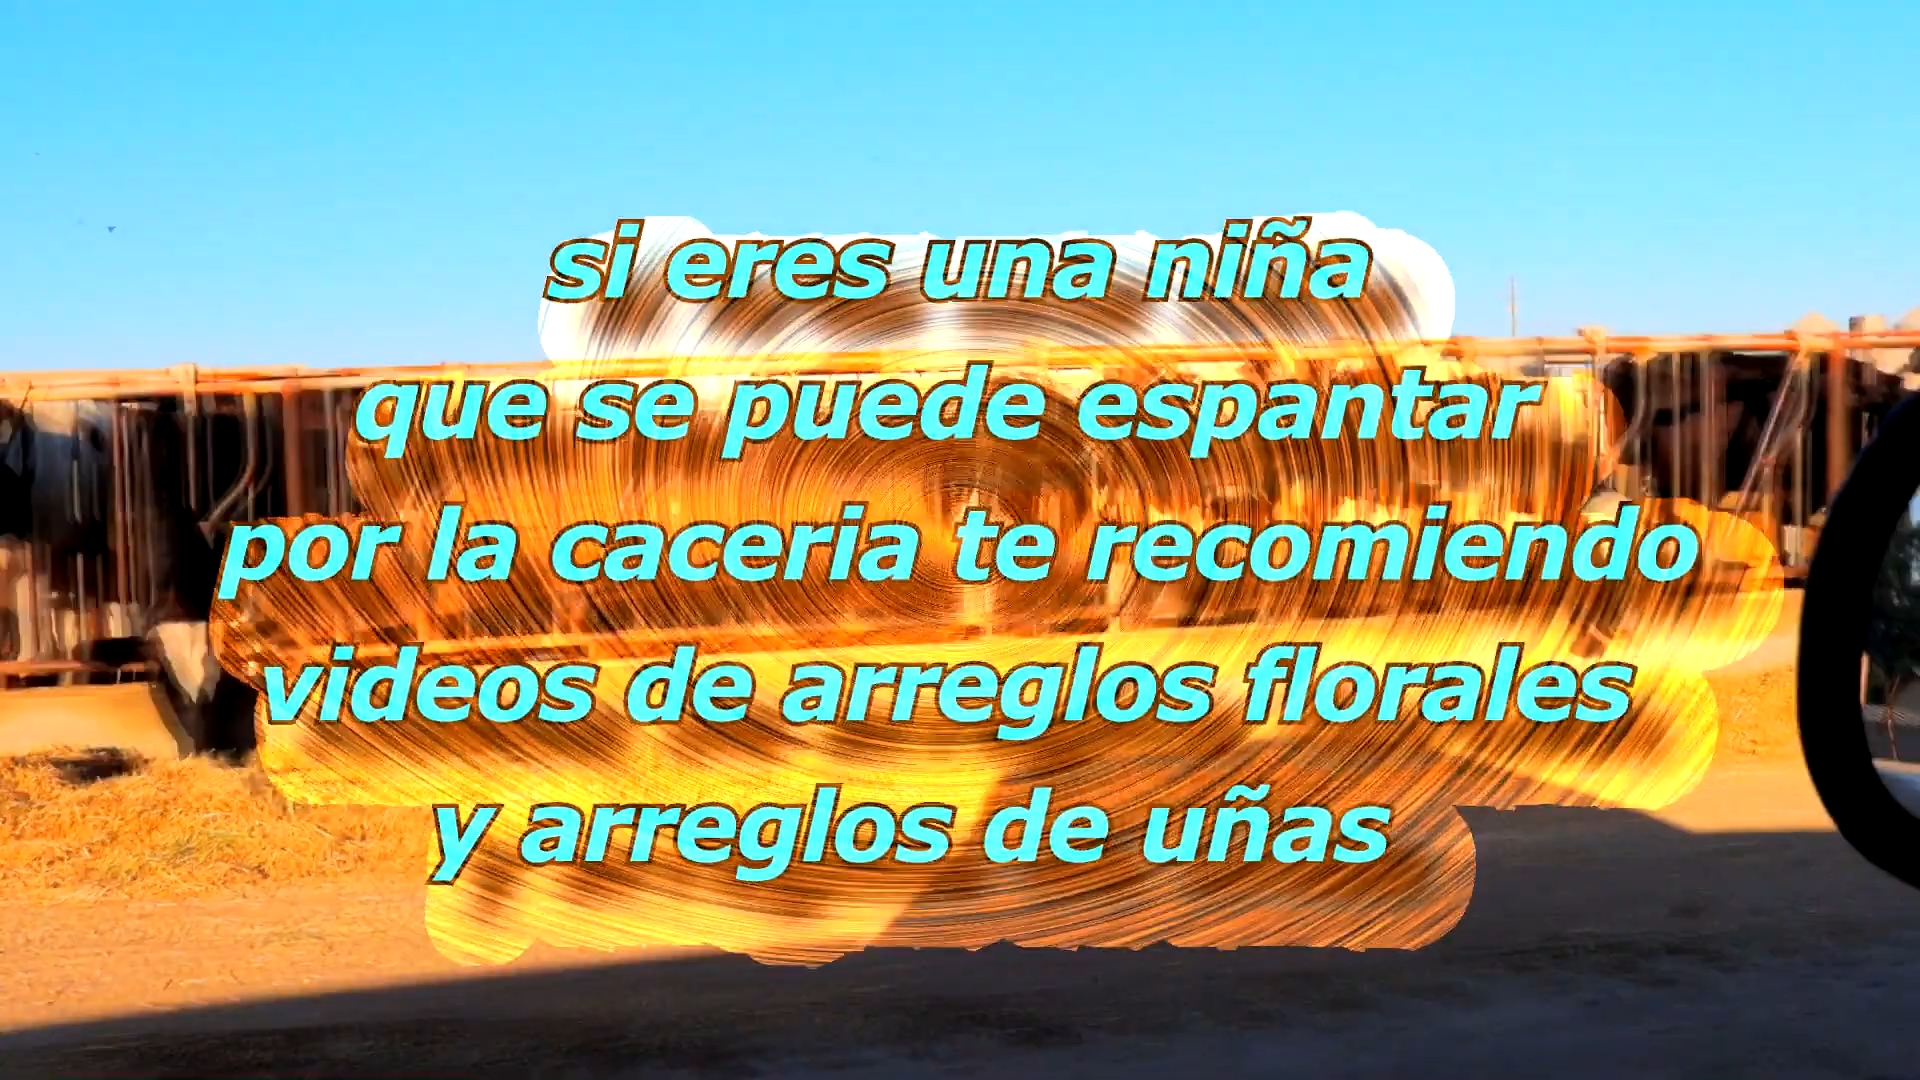 si eres una niña
que se puede espantar
por la caceria te recomiendo
videos de arreglos florales
y arreglos de uñas